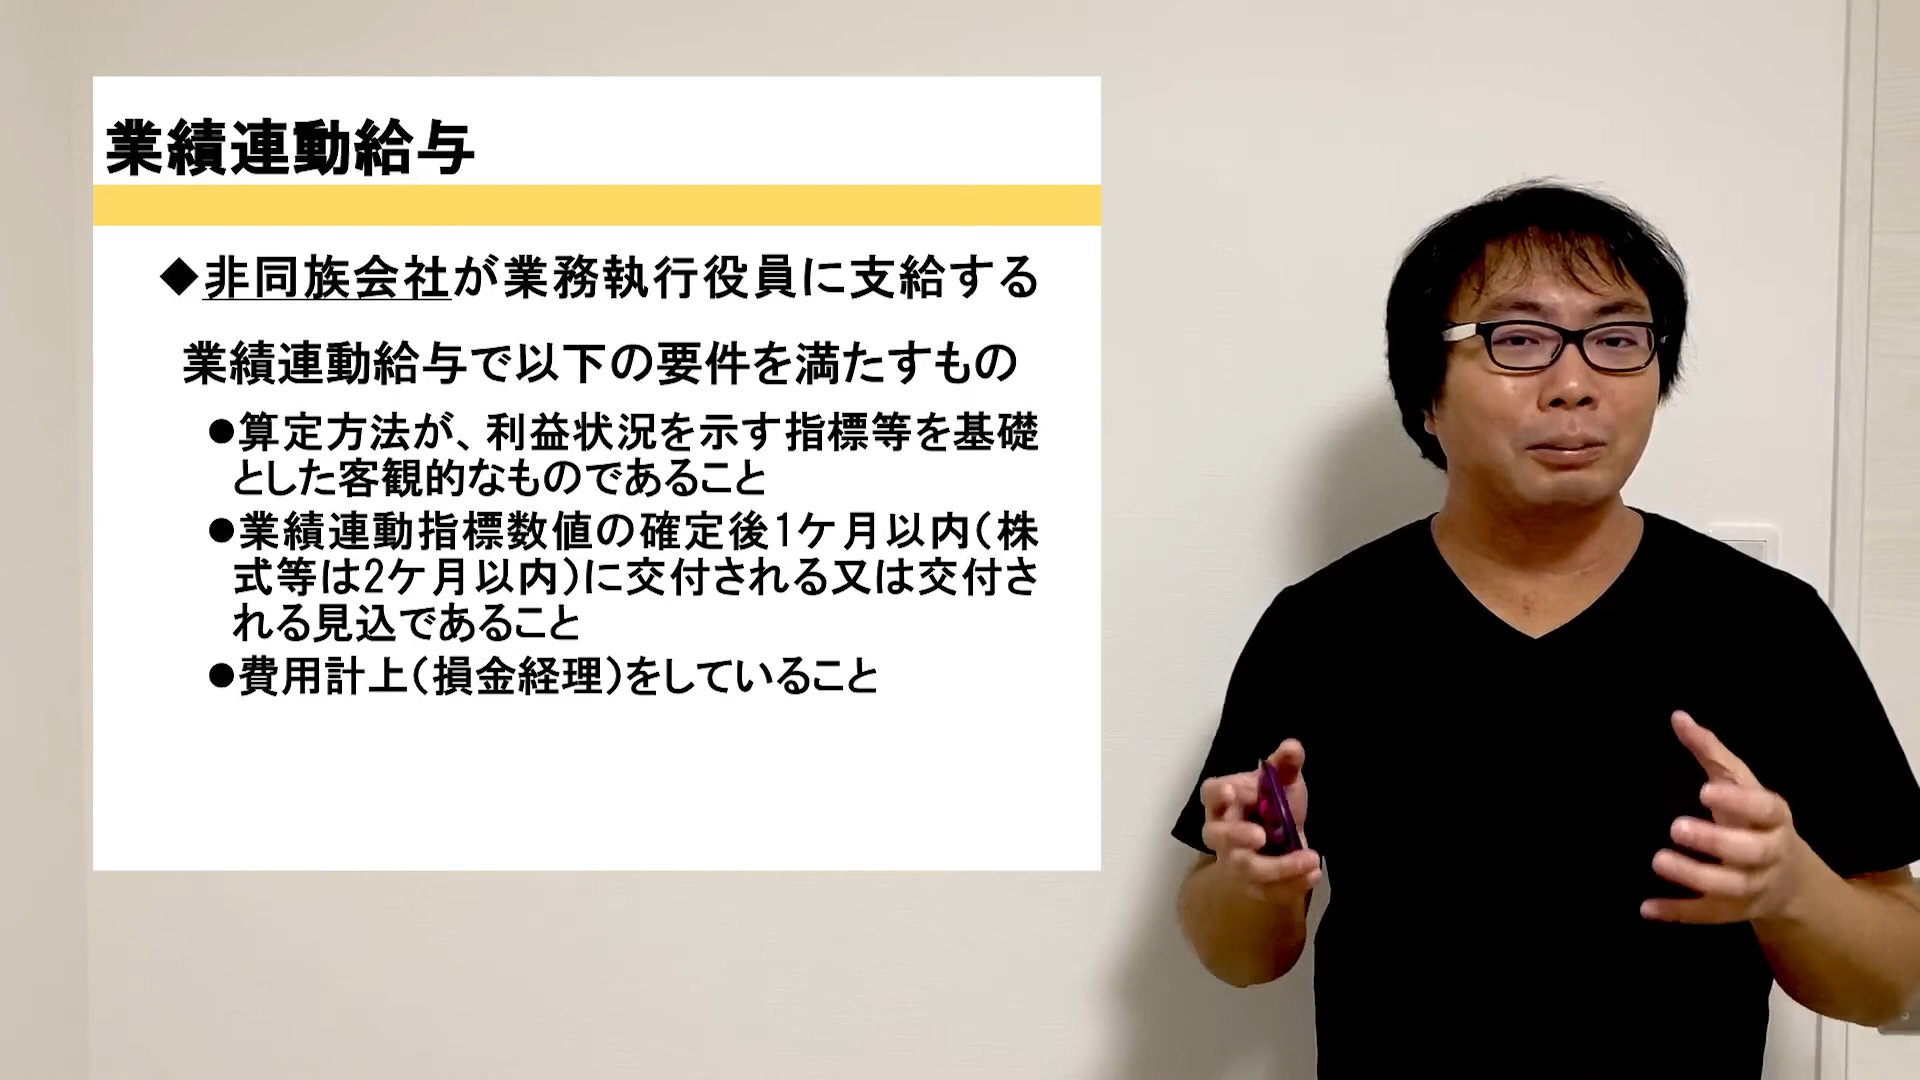 業績連動給与
◆非同族会社が業務執行役員に支給する
業績連動給与で以下の要件を満たすもの
●算定方法が、利益状況を示す指標等を基礎
とした客観的なものであること
●業績連動指標数値の確定後1ケ月以内(株
式等は2ケ月以内)に交付される又は交付さ
れる見込であること
●費用計上(損金経理)をしていること